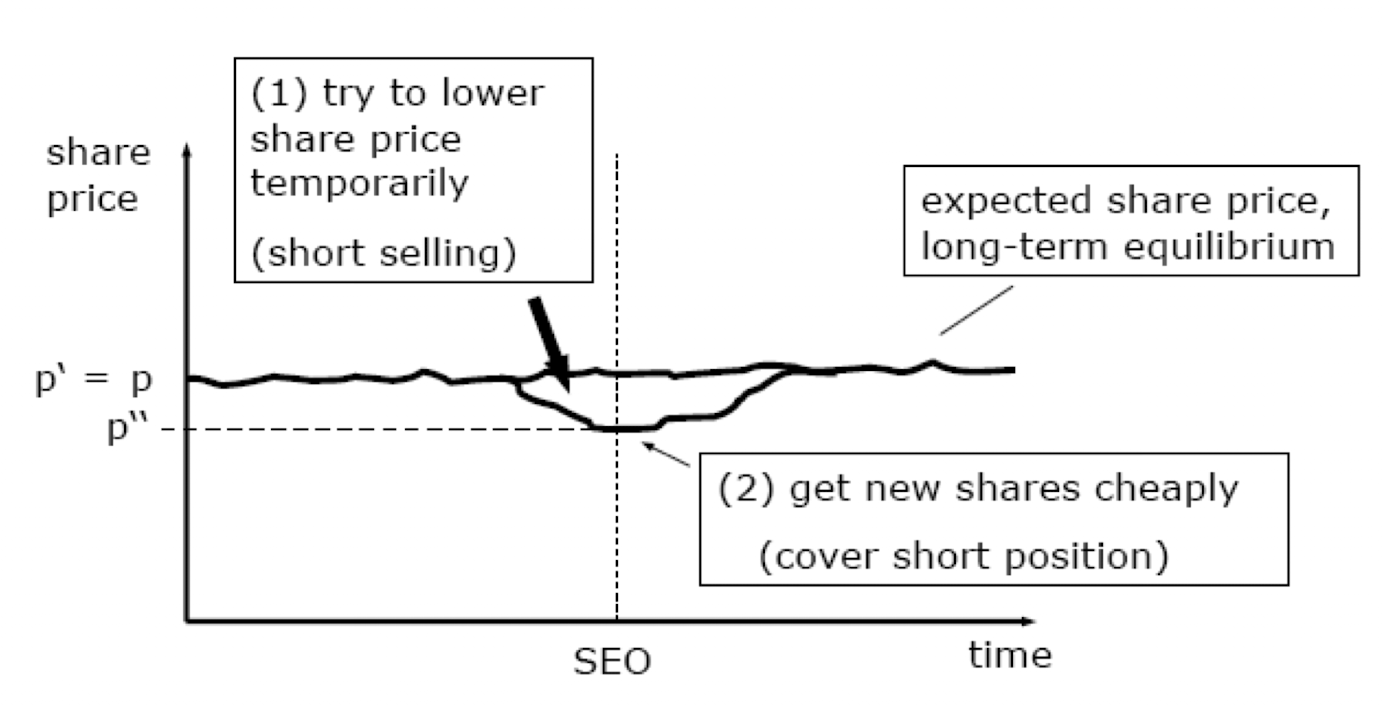 (1) try to lower
share price
temporarily
(short selling)
share
price
expected share price,
long-term equilibrium
p‘ = p
p‘‘
(2) get new shares cheaply
(cover short position)
SEO
time